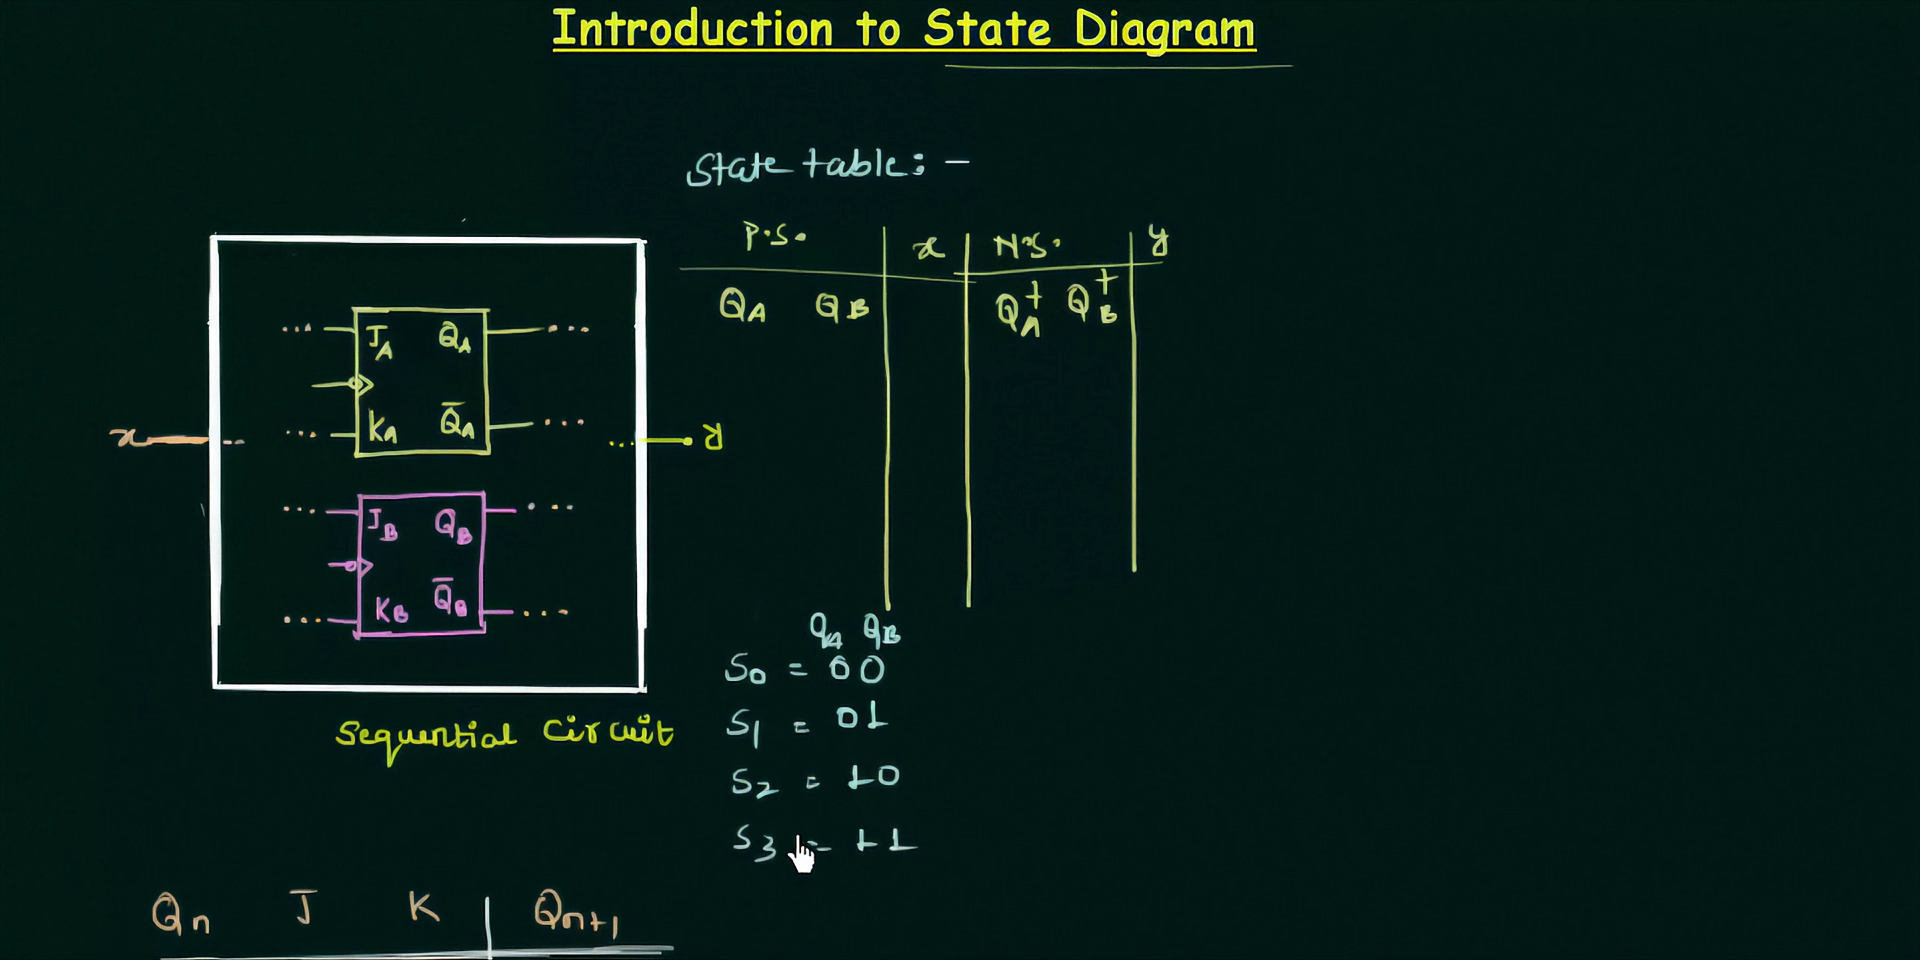 Introduction to State Diagram
State table: -
P.S. x N.S. y
QA QB QA+ QB+
JA QA
KA Q̅A
x y
JB QB
KB Q̅B
Sequential Circuit
QA QB
S0 = 00
S1 = 01
S2 = 10
S3 = 11
Qn J K Qn+1